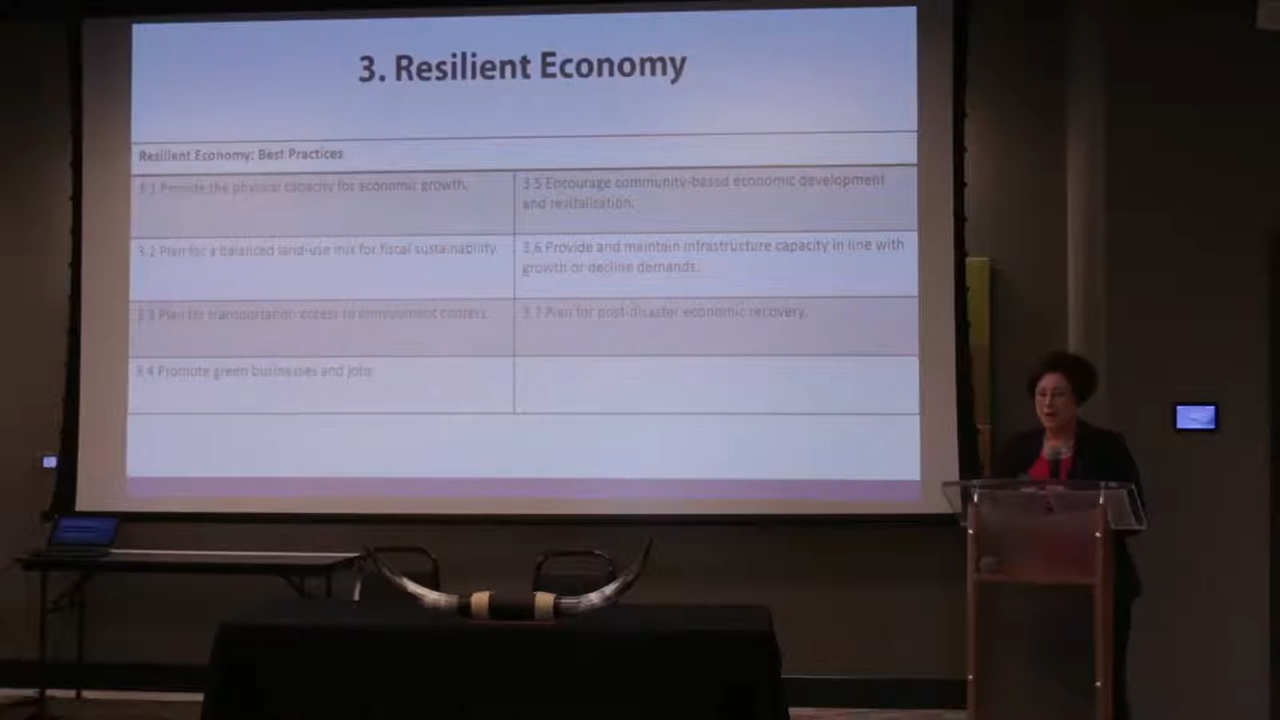 3. Resilient Economy
Resilient Economy: Best Practices
3.1 Provide the physical capacity for economic growth.
3.5 Encourage community-based economic development
and revitalization.
3.2 Plan for a balanced land-use mix for fiscal sustainability.
3.6 Provide and maintain infrastructure capacity in line with
growth or decline demands.
3.3 Plan for transportation access to employment centers.
3.7 Plan for post-disaster economic recovery.
3.4 Promote green businesses and jobs.